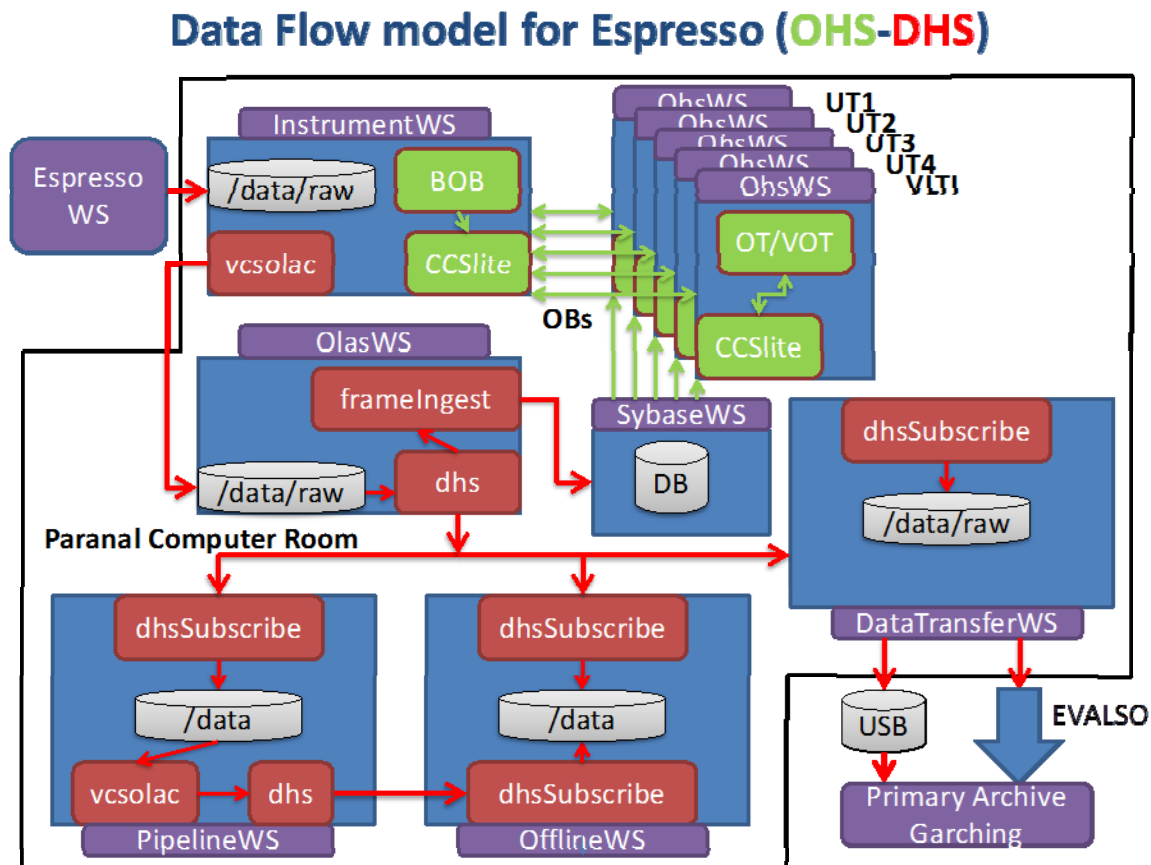 Data Flow model for Espresso (OHS-DHS)
InstrumentWS
Espresso
WS
/data/raw
BOB
vcsolac
CCSlite
OhsWS
OhsWS
OhsWS
OhsWS
OhsWS
UT1
UT2
UT3
UT4
VLTI
OT/VOT
CCSlite
OBs
OlasWS
frameIngest
/data/raw
dhs
SybaseWS
DB
dhsSubscribe
/data/raw
DataTransferWS
Paranal Computer Room
dhsSubscribe
/data
vcsolac
dhs
PipelineWS
dhsSubscribe
/data
dhsSubscribe
OfflineWS
USB
EVALSO
Primary Archive
Garching